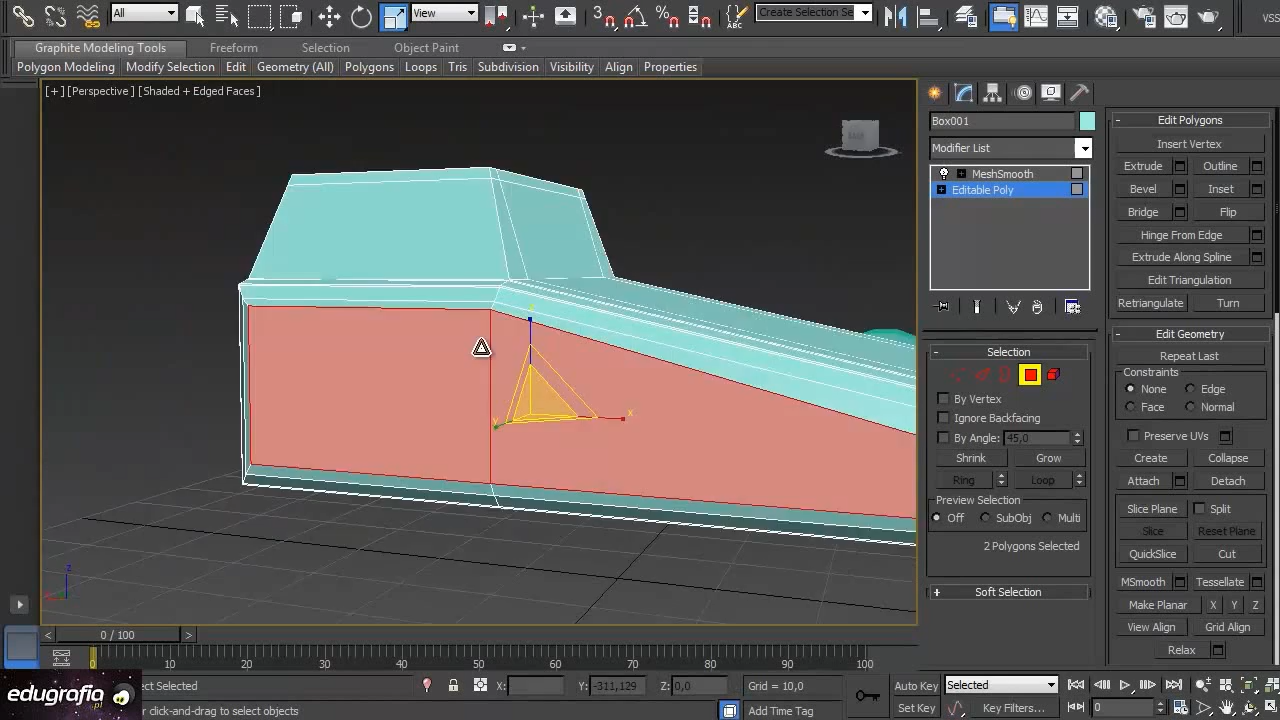 All
View
Create Selection Se
Graphite Modeling Tools Freeform Selection Object Paint
Polygon Modeling Modify Selection Edit Geometry (All) Polygons Loops Tris Subdivision Visibility Align Properties
[+] [Perspective] [Shaded + Edged Faces]
Box001
Modifier List
MeshSmooth
Editable Poly
Selection
By Vertex
Ignore Backfacing
By Angle: 45,0
Shrink Grow
Ring Loop
Preview Selection
Off SubObj Multi
2 Polygons Selected
Soft Selection
Edit Polygons
Insert Vertex
Extrude Outline
Bevel Inset
Bridge Flip
Hinge From Edge
Extrude Along Spline
Edit Triangulation
Retriangulate Turn
Edit Geometry
Repeat Last
Constraints
None Edge
Face Normal
Preserve UVs
Create Collapse
Attach Detach
Slice Plane Split
Slice Reset Plane
QuickSlice Cut
MSmooth Tessellate
Make Planar X Y Z
View Align Grid Align
Relax
x
y
z
0 / 100
0 10 20 30 40 50 60 70 80 90 100
edugrafia.pl
ect Selected X: Y: -311,129 Z: 0,0 Grid = 10,0 Auto Key Selected
or click-and-drag to select objects Add Time Tag Set Key Key Filters... 0